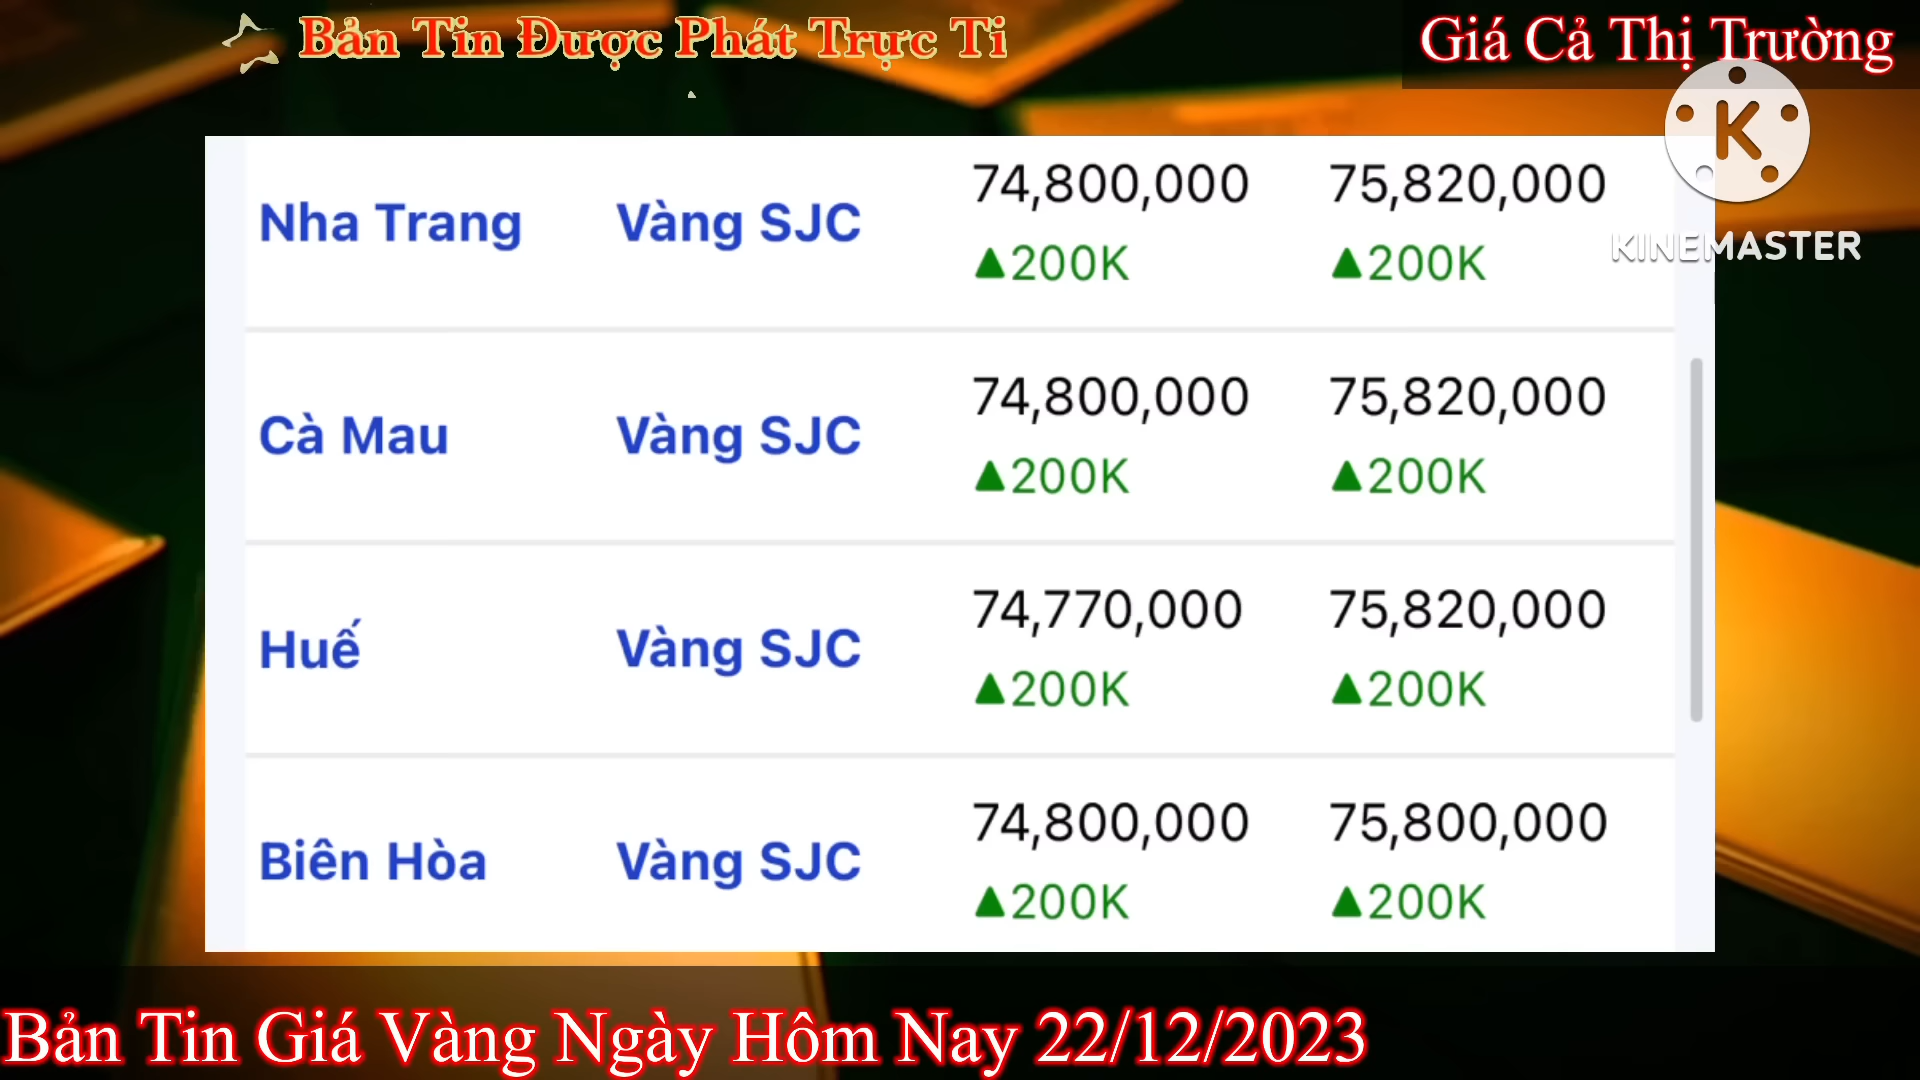 Bản Tin Được Phát Trực Ti
Giá Cả Thị Trường
K
KINEMASTER
Nha Trang Vàng SJC 74,800,000 75,820,000
▲200K ▲200K
Cà Mau Vàng SJC 74,800,000 75,820,000
▲200K ▲200K
Huế Vàng SJC 74,770,000 75,820,000
▲200K ▲200K
Biên Hòa Vàng SJC 74,800,000 75,800,000
▲200K ▲200K
Bản Tin Giá Vàng Ngày Hôm Nay 22/12/2023